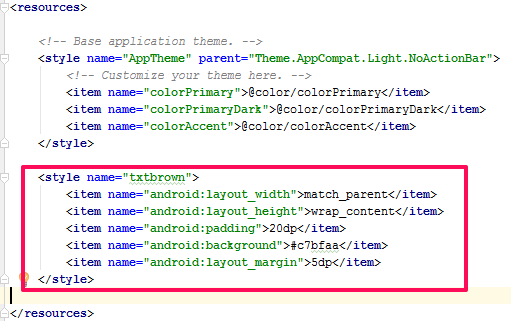 <resources>
<!-- Base application theme. -->
<style name="AppTheme" parent="Theme.AppCompat.Light.NoActionBar">
<!-- Customize your theme here. -->
<item name="colorPrimary">@color/colorPrimary</item>
<item name="colorPrimaryDark">@color/colorPrimaryDark</item>
<item name="colorAccent">@color/colorAccent</item>
</style>
<style name="txtbrown">
<item name="android:layout_width">match_parent</item>
<item name="android:layout_height">wrap_content</item>
<item name="android:padding">20dp</item>
<item name="android:background">#c7bfaa</item>
<item name="android:layout_margin">5dp</item>
</style>
</resources>